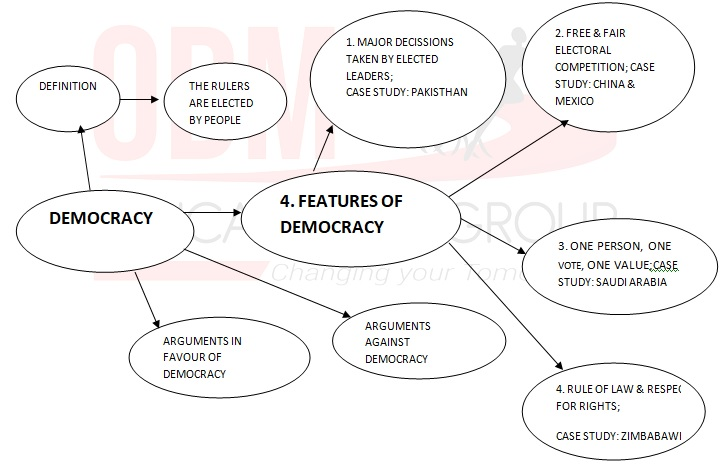 1. MAJOR DECISSIONS
TAKEN BY ELECTED
LEADERS;
CASE STUDY: PAKISTHAN
2. FREE & FAIR
ELECTORAL
COMPETITION; CASE
STUDY: CHINA &
MEXICO
DEFINITION
THE RULERS
ARE ELECTED
BY PEOPLE
DEMOCRACY
4. FEATURES OF
DEMOCRACY
3. ONE PERSON, ONE
VOTE, ONE VALUE;CASE
STUDY: SAUDI ARABIA
ARGUMENTS IN
FAVOUR OF
DEMOCRACY
ARGUMENTS
AGAINST
DEMOCRACY
4. RULE OF LAW & RESPEC
FOR RIGHTS;
CASE STUDY: ZIMBABAWI
ODM
GROUP
Changing your Tom